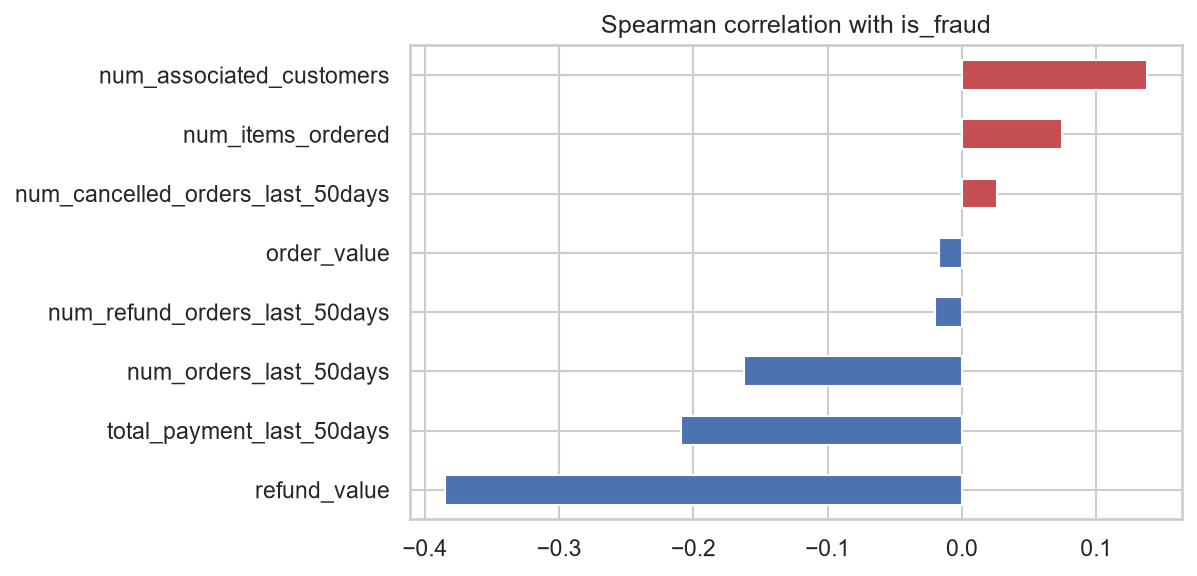 Spearman correlation with is_fraud
num_associated_customers
num_items_ordered
num_cancelled_orders_last_50days
order_value
num_refund_orders_last_50days
num_orders_last_50days
total_payment_last_50days
refund_value
−0.4 −0.3 −0.2 −0.1 0.0 0.1